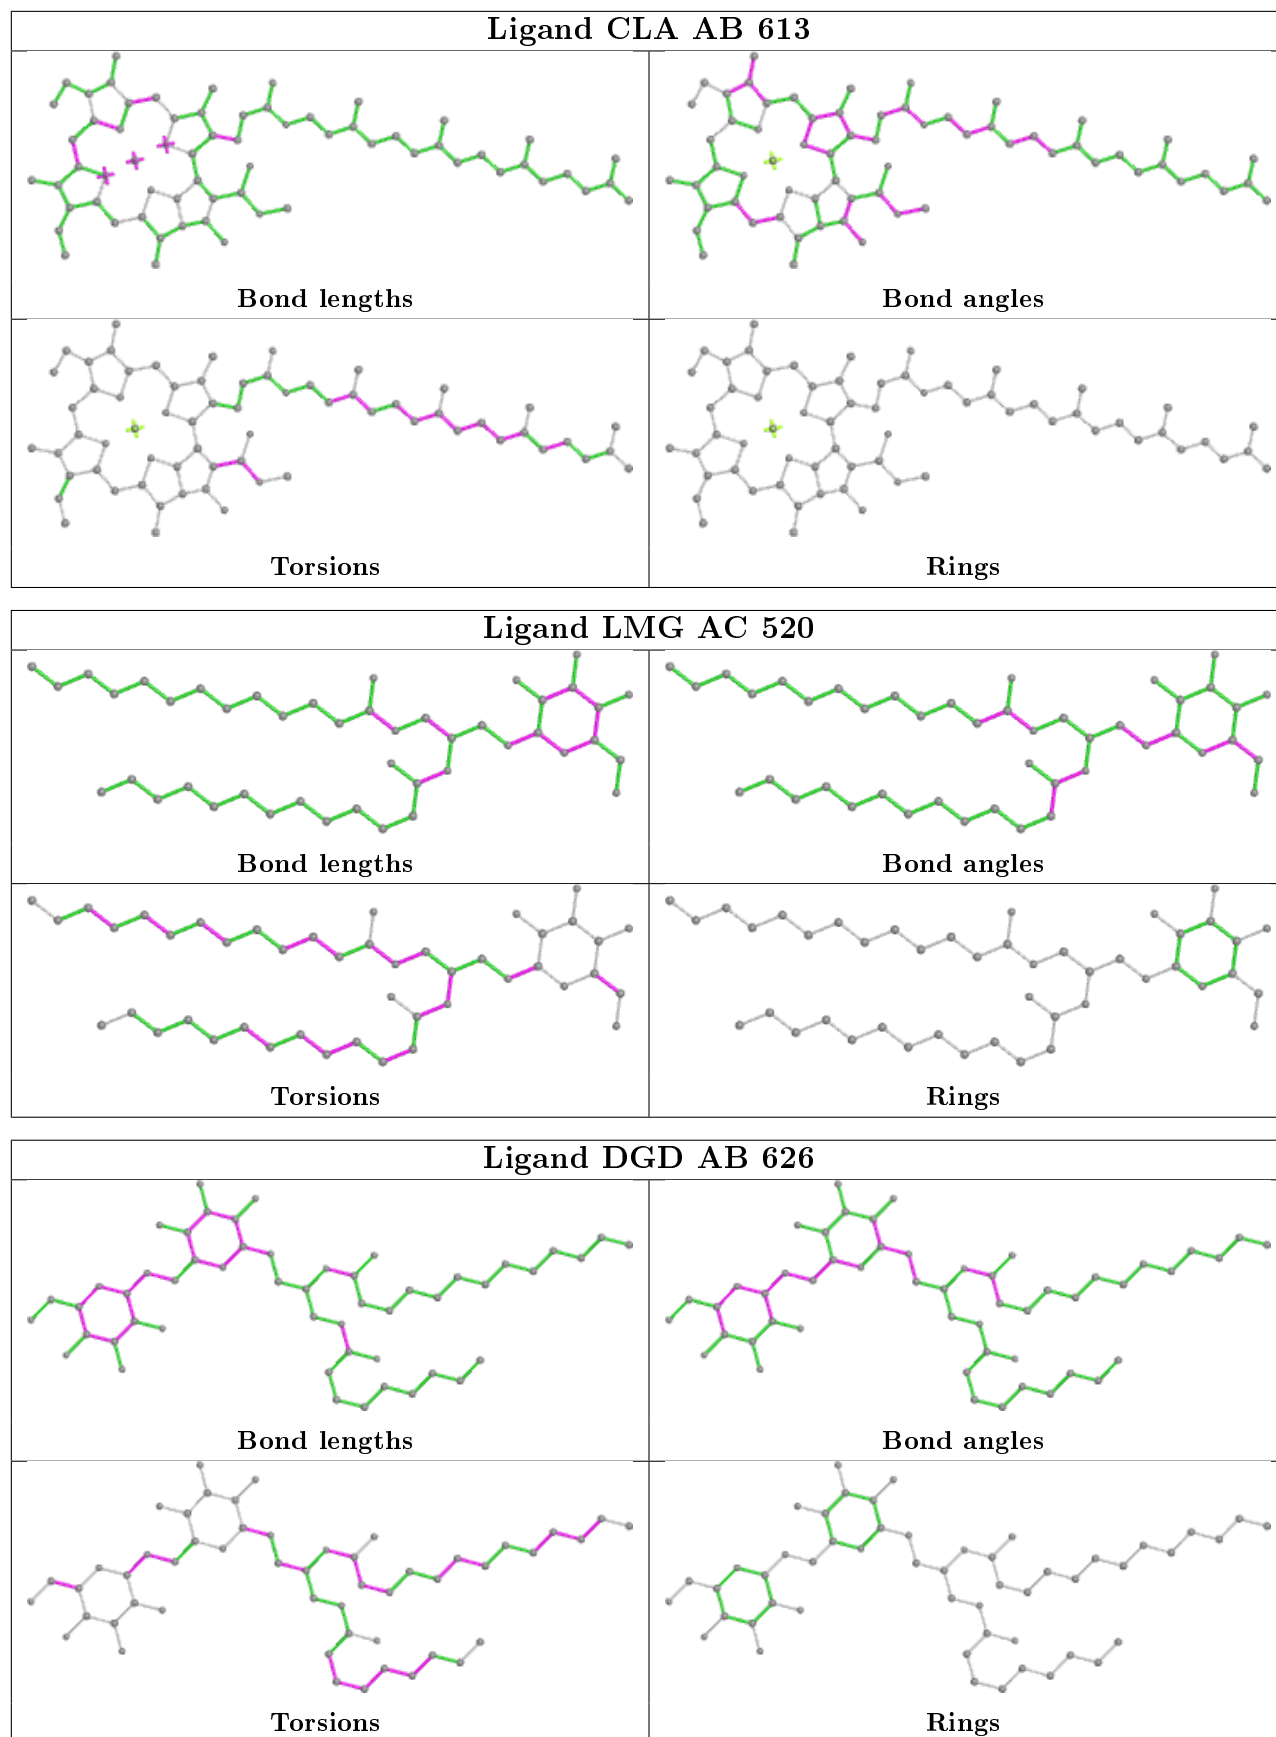 Ligand CLA AB 613
Bond lengths
Bond angles
Torsions
Rings
Ligand LMG AC 520
Bond lengths
Bond angles
Torsions
Rings
Ligand DGD AB 626
Bond lengths
Bond angles
Torsions
Rings